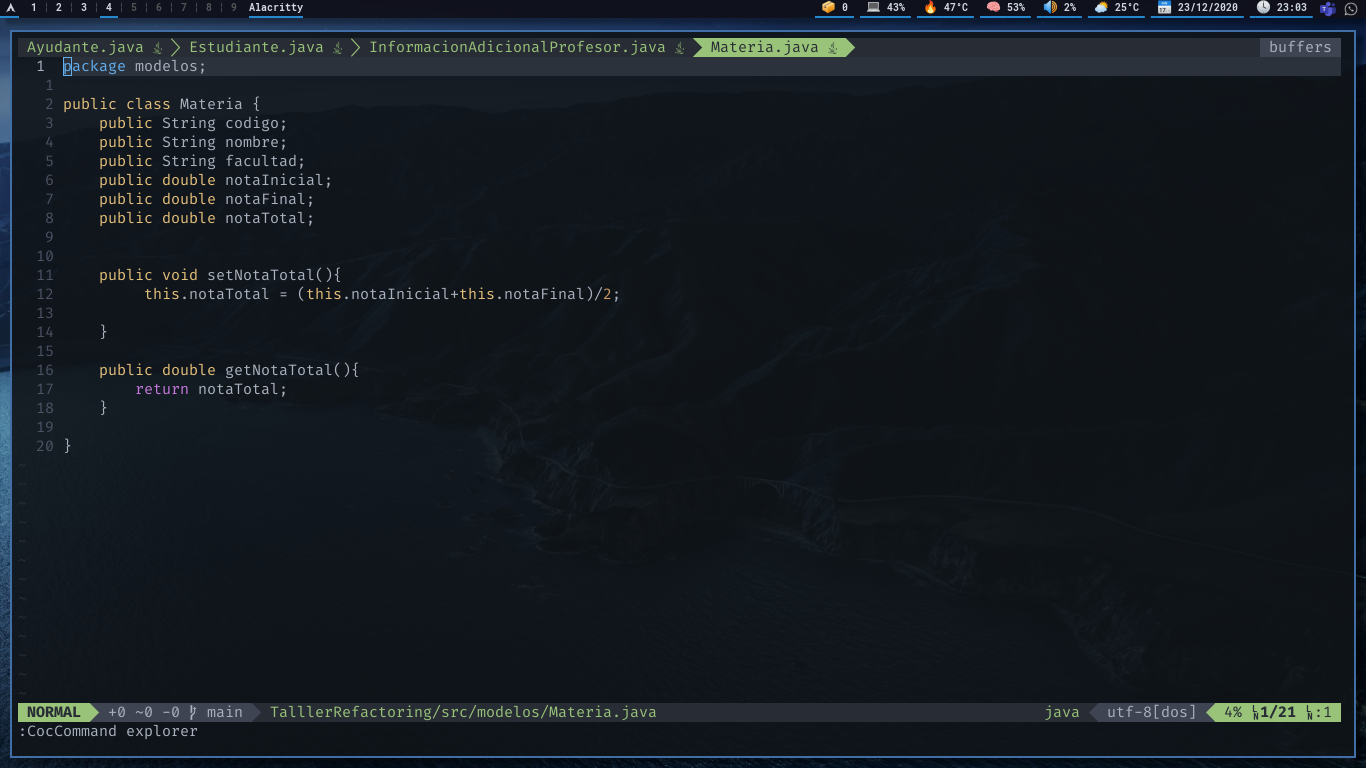 1 2 3 4 5 6 7 8 9 Alacritty 0 43% 47°C 53% 2% 25°C 23/12/2020 23:03
Ayudante.java Estudiante.java InformacionAdicionalProfesor.java Materia.java buffers
1 package modelos;
1
2 public class Materia {
3 public String codigo;
4 public String nombre;
5 public String facultad;
6 public double notaInicial;
7 public double notaFinal;
8 public double notaTotal;
9
10
11 public void setNotaTotal(){
12 this.notaTotal = (this.notaInicial+this.notaFinal)/2;
13
14 }
15
16 public double getNotaTotal(){
17 return notaTotal;
18 }
19
20 }
NORMAL +0 ~0 -0 main TalllerRefactoring/src/modelos/Materia.java java utf-8[dos] 4% LN 1/21 LN :1
:CocCommand explorer